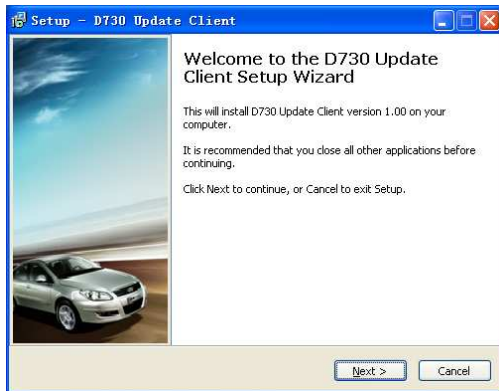 Setup - D730 Update Client
Welcome to the D730 Update
Client Setup Wizard
This will install D730 Update Client version 1.00 on your
computer.
It is recommended that you close all other applications before
continuing.
Click Next to continue, or Cancel to exit Setup.
Next >
Cancel